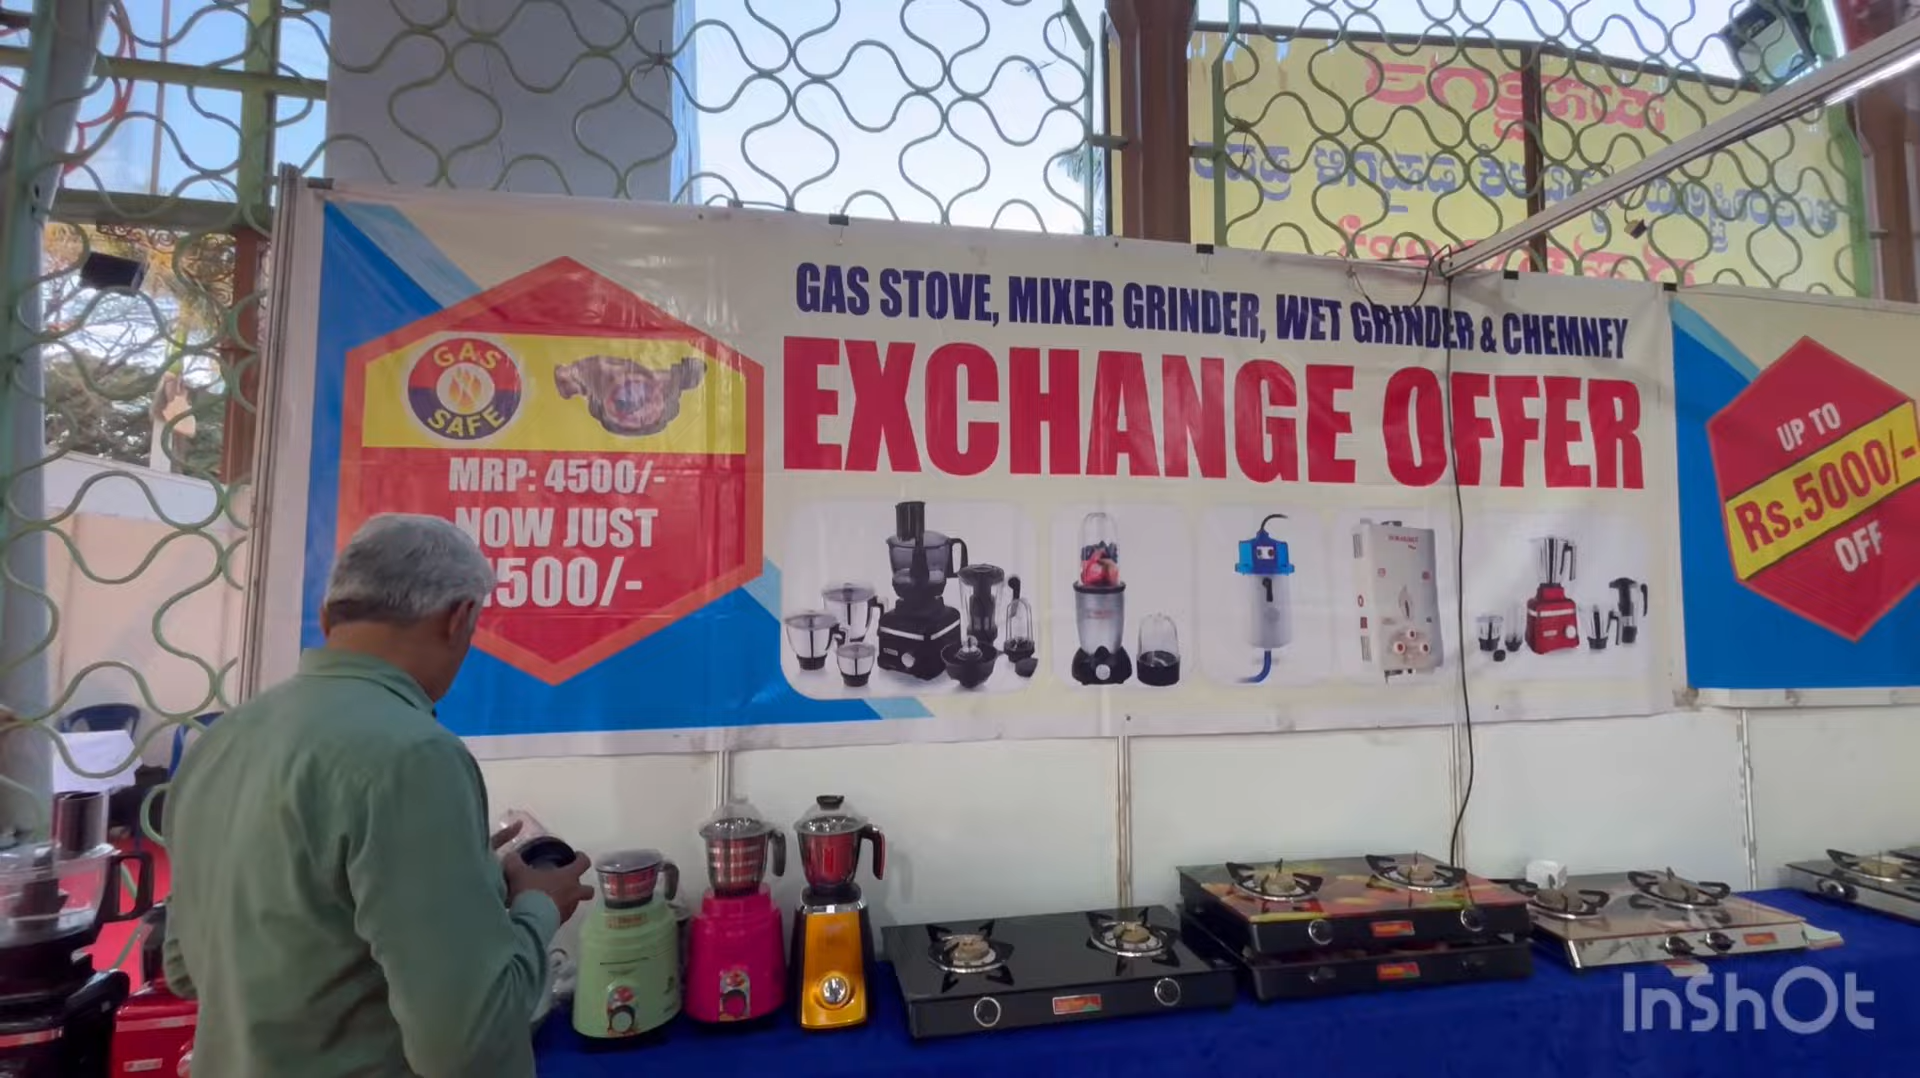 GAS STOVE, MIXER GRINDER, WET GRINDER & CHEMNEY
EXCHANGE OFFER
GAS
SAFE
MRP: 4500/-
NOW JUST
500/-
UP TO
Rs.5000/-
OFF
InShOt